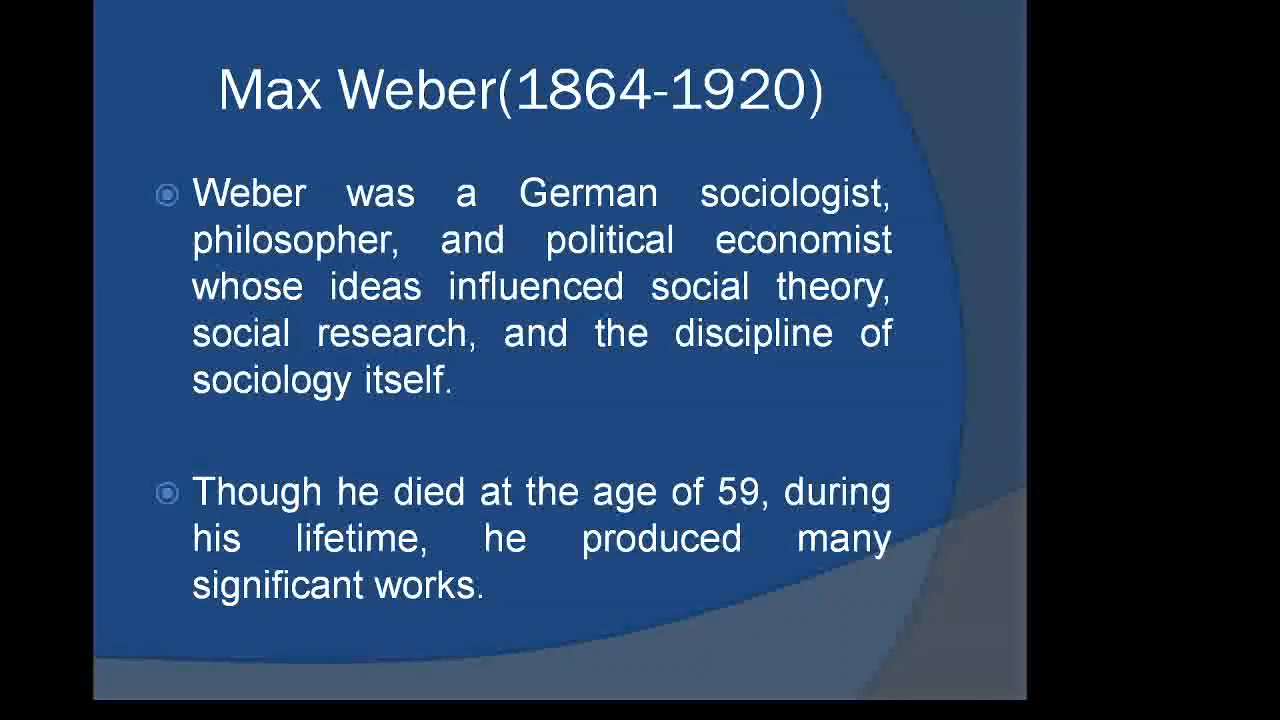 Max Weber(1864-1920)
Weber was a German sociologist,
philosopher, and political economist
whose ideas influenced social theory,
social research, and the discipline of
sociology itself.
Though he died at the age of 59, during
his lifetime, he produced many
significant works.